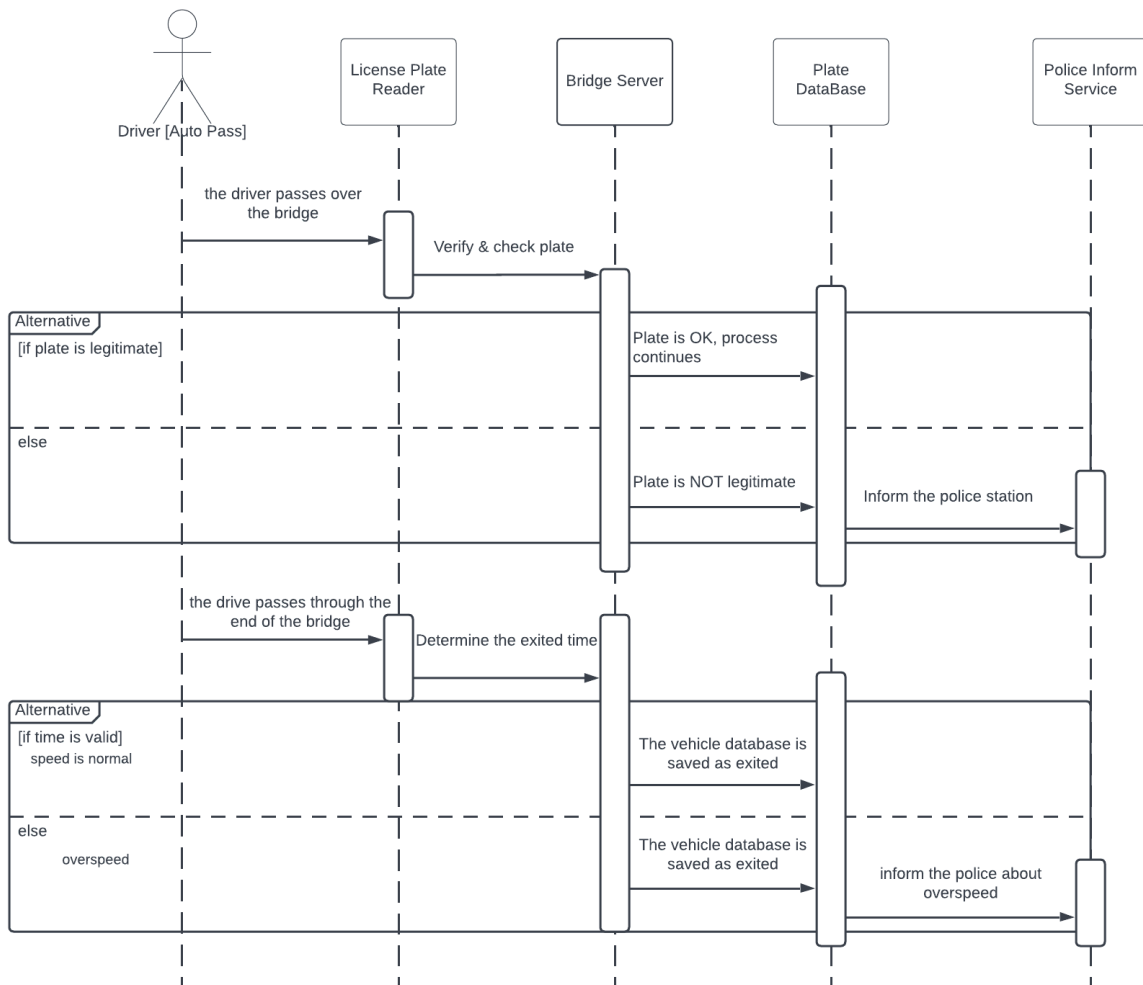 License Plate
Reader
Bridge Server
Plate
DataBase
Police Inform
Service
Driver [Auto Pass]
the driver passes over
the bridge
Verify & check plate
Alternative
[if plate is legitimate]
Plate is OK, process
continues
else
Plate is NOT legitimate
Inform the police station
the drive passes through the
end of the bridge
Determine the exited time
Alternative
[if time is valid]
speed is normal
The vehicle database is
saved as exited
else
overspeed
The vehicle database is
saved as exited
inform the police about
overspeed